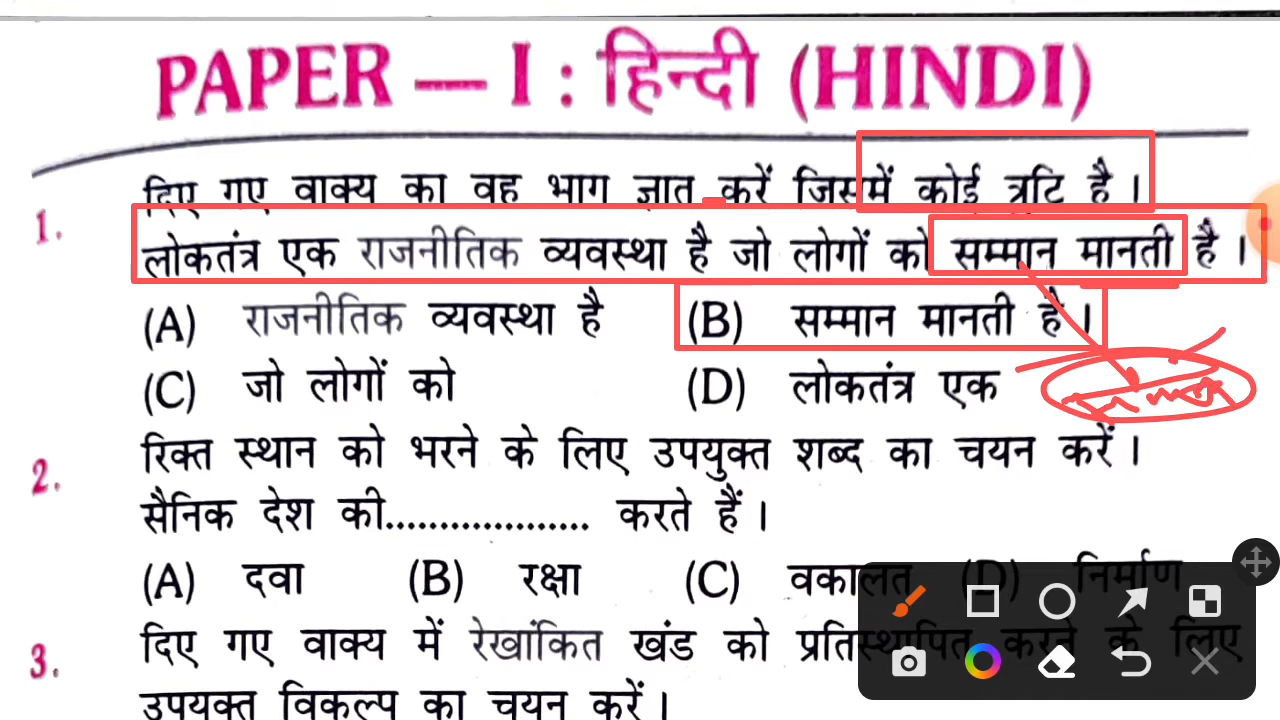 PAPER — I : हिन्दी (HINDI)
1. दिए गए वाक्य का वह भाग ज्ञात करें जिसमें कोई त्रुटि है ।
लोकतंत्र एक राजनीतिक व्यवस्था है जो लोगों को सम्मान मानती है ।
(A) राजनीतिक व्यवस्था है (B) सम्मान मानती है ।
(C) जो लोगों को (D) लोकतंत्र एक
2. रिक्त स्थान को भरने के लिए उपयुक्त शब्द का चयन करें ।
सैनिक देश की................... करते हैं ।
(A) दवा (B) रक्षा (C) वकालत (D) निर्माण
3. दिए गए वाक्य में रेखांकित खंड को प्रतिस्थापित करने के लिए
उपयुक्त विकल्प का चयन करें ।